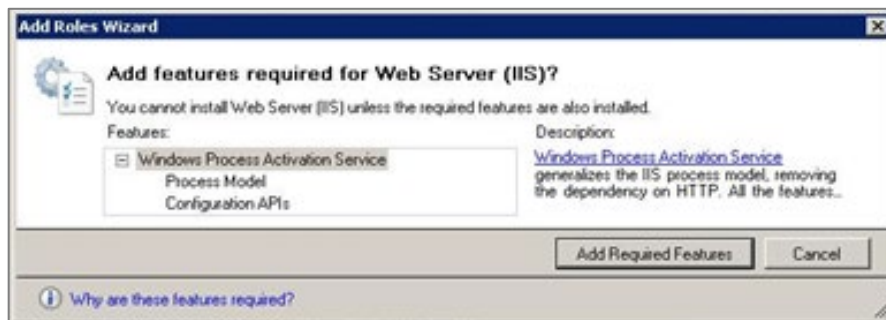 Add Roles Wizard
Add features required for Web Server (IIS)?
You cannot install Web Server (IIS) unless the required features are also installed.
Features:
Description:
Windows Process Activation Service
Process Model
Configuration APIs
Windows Process Activation Service
generalizes the IIS process model, removing
the dependency on HTTP. All the features...
Add Required Features
Cancel
Why are these features required?